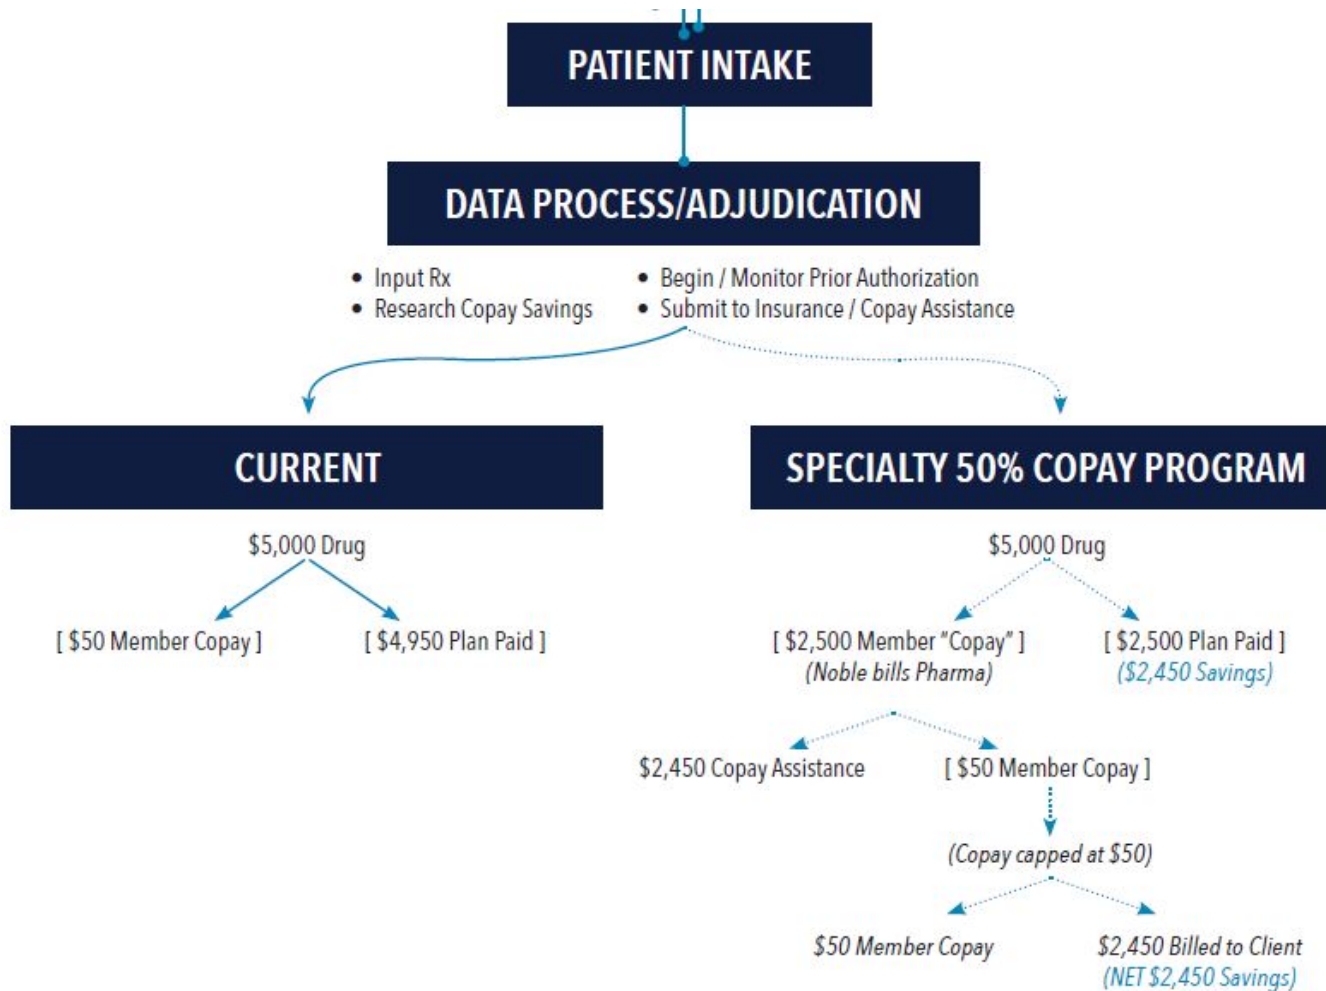 PATIENT INTAKE
DATA PROCESS/ADJUDICATION
• Input Rx
• Research Copay Savings
• Begin / Monitor Prior Authorization
• Submit to Insurance / Copay Assistance
CURRENT
$5,000 Drug
[ $50 Member Copay ]
[ $4,950 Plan Paid ]
SPECIALTY 50% COPAY PROGRAM
$5,000 Drug
[ $2,500 Member “Copay” ]
(Noble bills Pharma)
[ $2,500 Plan Paid ]
($2,450 Savings)
$2,450 Copay Assistance
[ $50 Member Copay ]
(Copay capped at $50)
$50 Member Copay
$2,450 Billed to Client
(NET $2,450 Savings)